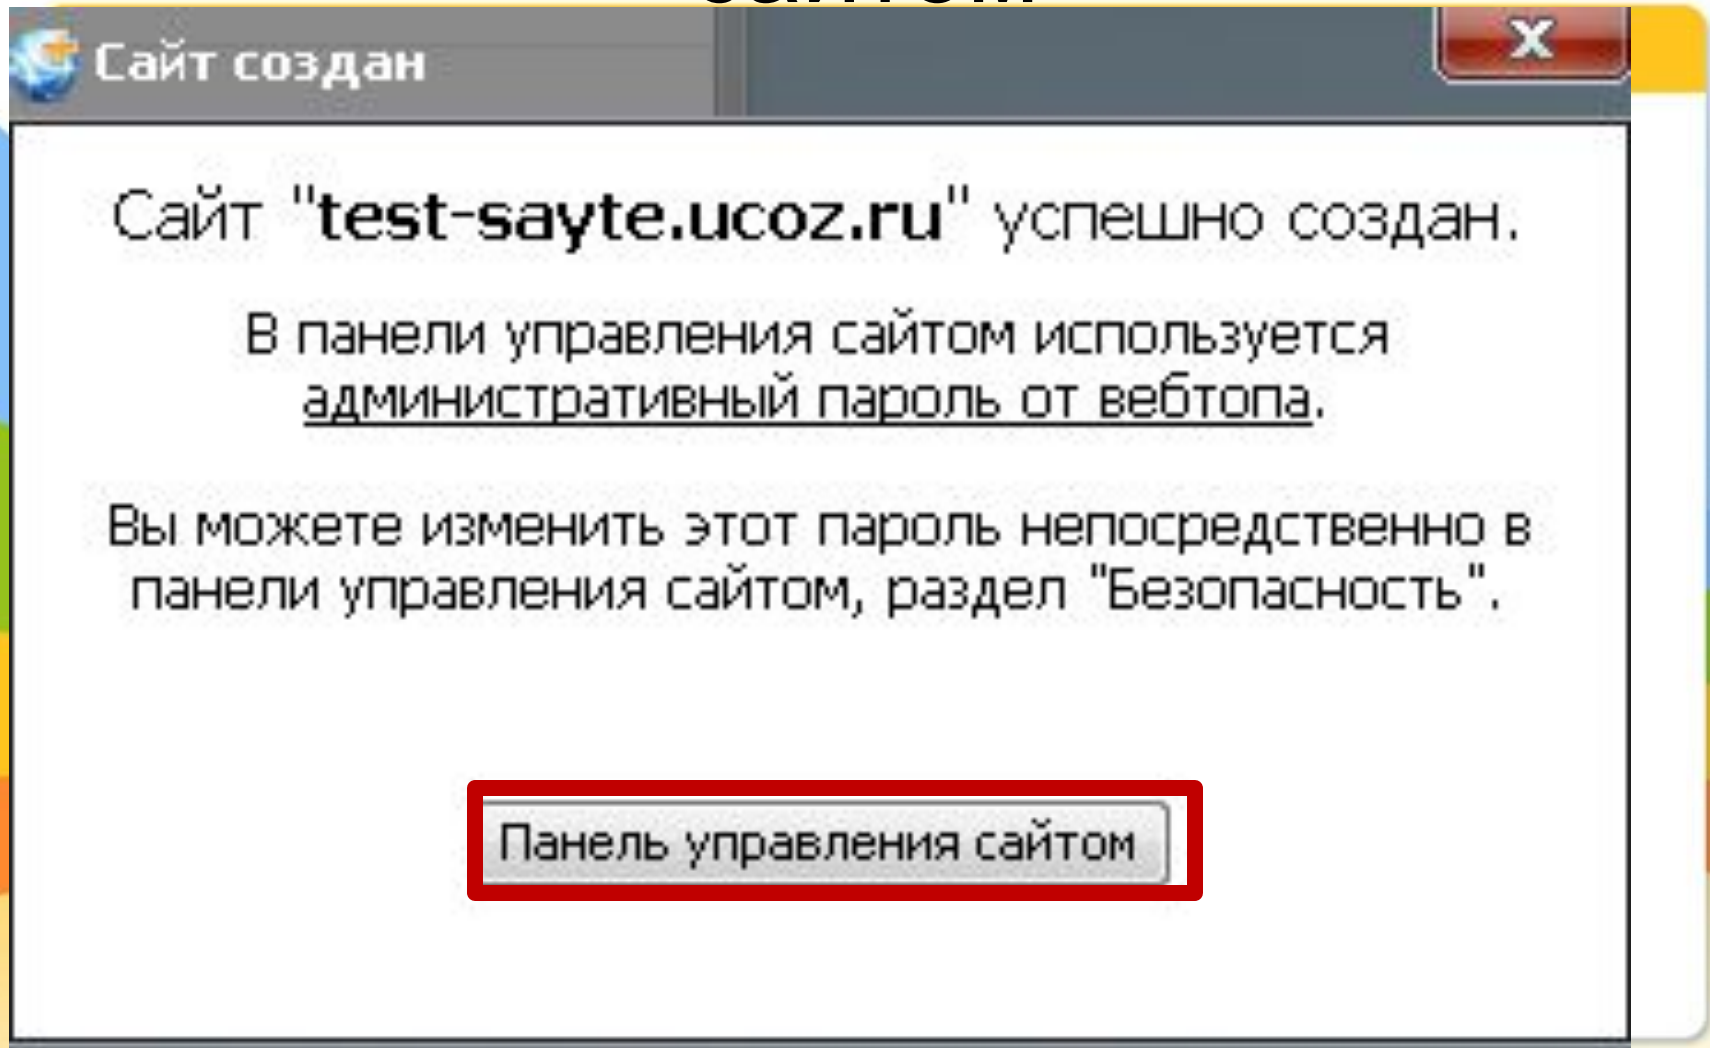 сайтом
Сайт создан
Сайт "test-sayte.ucoz.ru" успешно создан.
В панели управления сайтом используется
административный пароль от вебтопа.
Вы можете изменить этот пароль непосредственно в
панели управления сайтом, раздел "Безопасность".
Панель управления сайтом